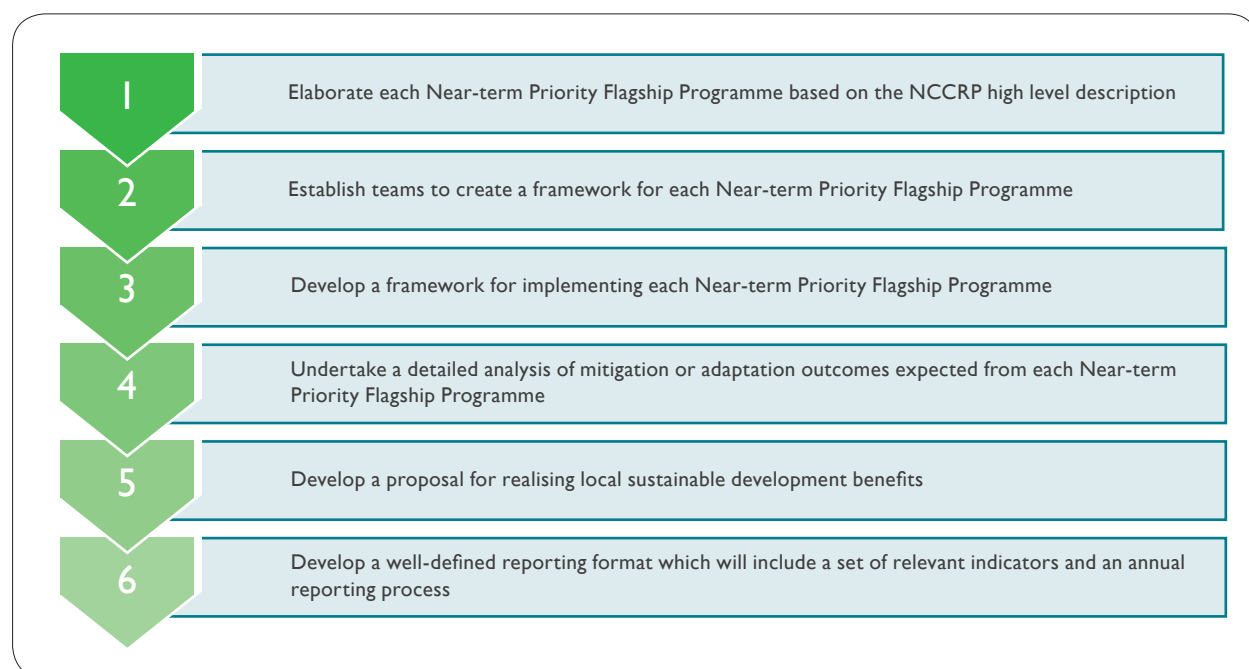 1
Elaborate each Near-term Priority Flagship Programme based on the NCCRP high level description
2
Establish teams to create a framework for each Near-term Priority Flagship Programme
3
Develop a framework for implementing each Near-term Priority Flagship Programme
4
Undertake a detailed analysis of mitigation or adaptation outcomes expected from each Near-term
Priority Flagship Programme
5
Develop a proposal for realising local sustainable development benefits
6
Develop a well-defined reporting format which will include a set of relevant indicators and an annual
reporting process